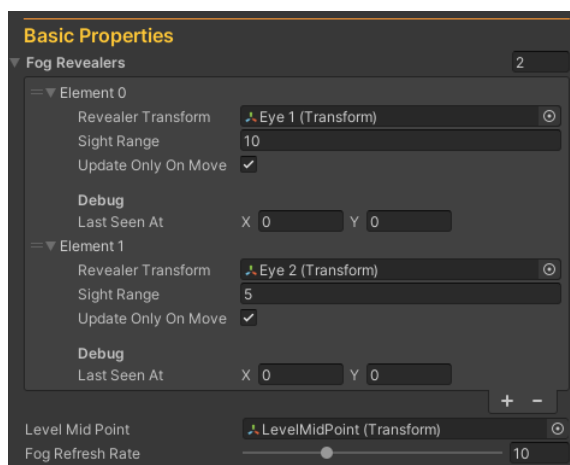 Basic Properties
Fog Revealers 2
Element 0
Revealer Transform Eye 1 (Transform)
Sight Range 10
Update Only On Move
Debug
Last Seen At X 0 Y 0
Element 1
Revealer Transform Eye 2 (Transform)
Sight Range 5
Update Only On Move
Debug
Last Seen At X 0 Y 0
+ -
Level Mid Point LevelMidPoint (Transform)
Fog Refresh Rate 10